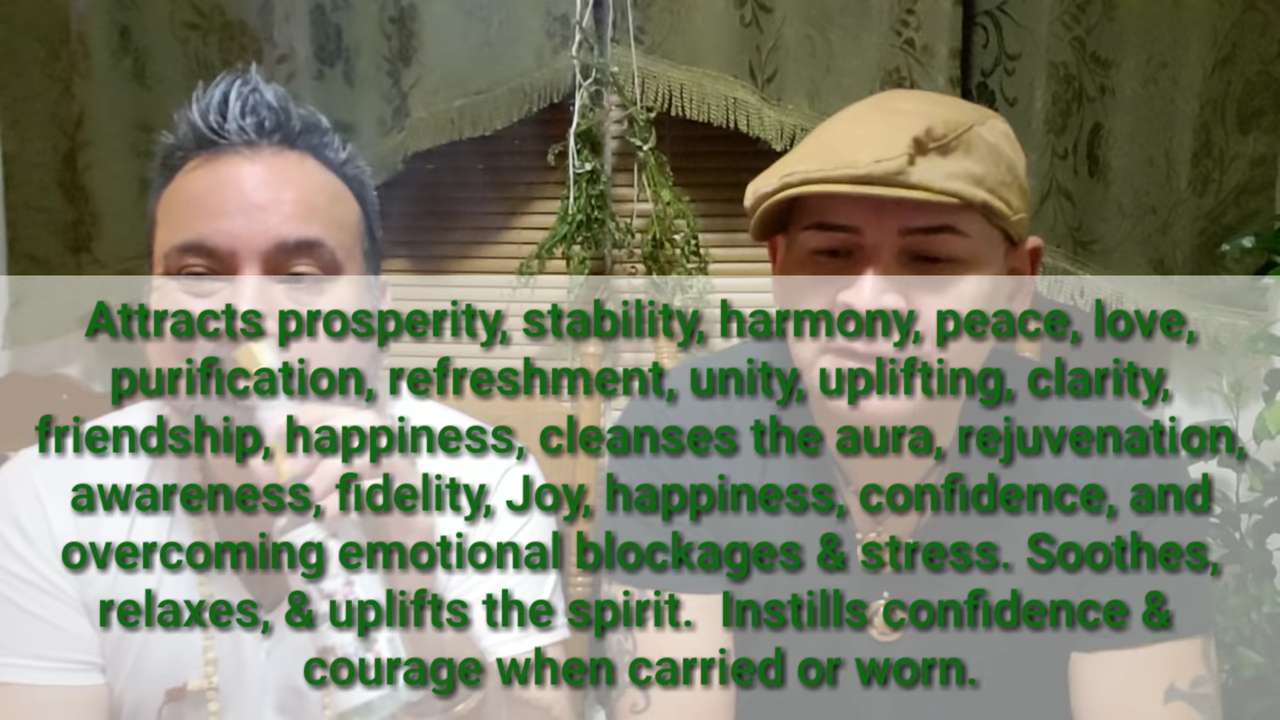 Attracts prosperity, stability, harmony, peace, love,
purification, refreshment, unity, uplifting, clarity,
friendship, happiness, cleanses the aura, rejuvenation,
awareness, fidelity, Joy, happiness, confidence, and
overcoming emotional blockages & stress. Soothes,
relaxes, & uplifts the spirit.  Instills confidence &
courage when carried or worn.